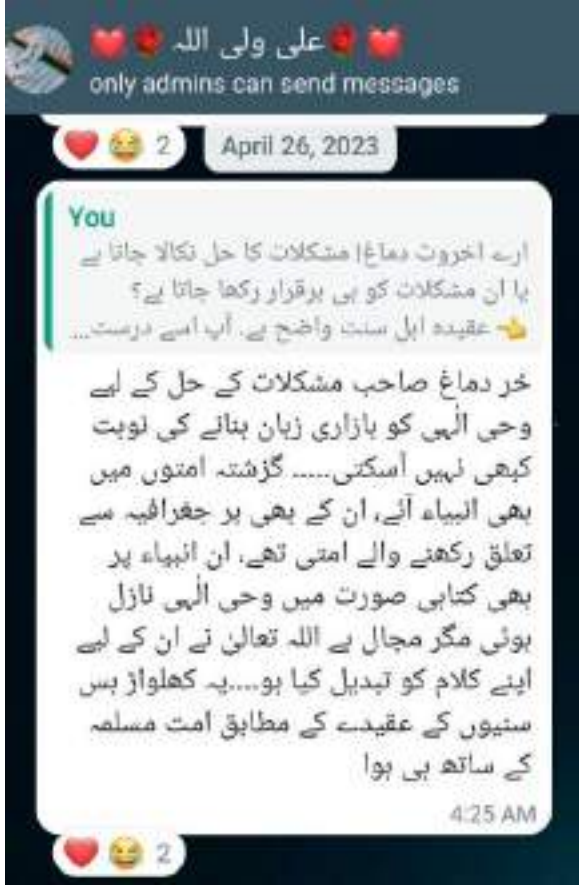 ❤️🌹علی ولی اللہ🌹❤️
only admins can send messages
❤️😂 2
April 26, 2023
You
ارے اخروٹ دماغ! مشکلات کا حل نکالا جاتا ہے
یا ان مشکلات کو ہی برقرار رکھا جاتا ہے؟
👈 عقیدہ اہل سنت واضح ہے. آپ اسے درست...
خر دماغ صاحب مشکلات کے حل کے لیے
وحی الٰہی کو بازاری زبان بنانے کی نوبت
کبھی نہیں آسکتی..... گزشتہ امتوں میں
بھی انبیاء آئے، ان کے بھی ہر جغرافیہ سے
تعلق رکھنے والے امتی تھے، ان انبیاء پر
بھی کتابی صورت میں وحی الٰہی نازل
ہوئی مگر مجال ہے اللہ تعالیٰ نے ان کے لیے
اپنے کلام کو تبدیل کیا ہو....یہ کھلواڑ بس
سنیوں کے عقیدے کے مطابق امت مسلمہ
کے ساتھ ہی ہوا
4:25 AM
❤️😂 2